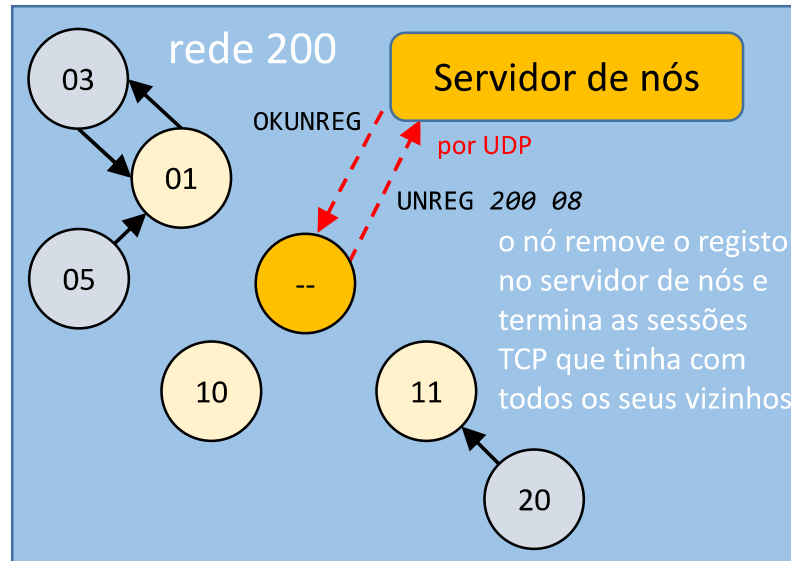 rede 200
Servidor de nós
03
OKUNREG
por UDP
01
UNREG 200 08
o nó remove o registo
no servidor de nós e
termina as sessões
TCP que tinha com
todos os seus vizinhos
05
--
10
11
20